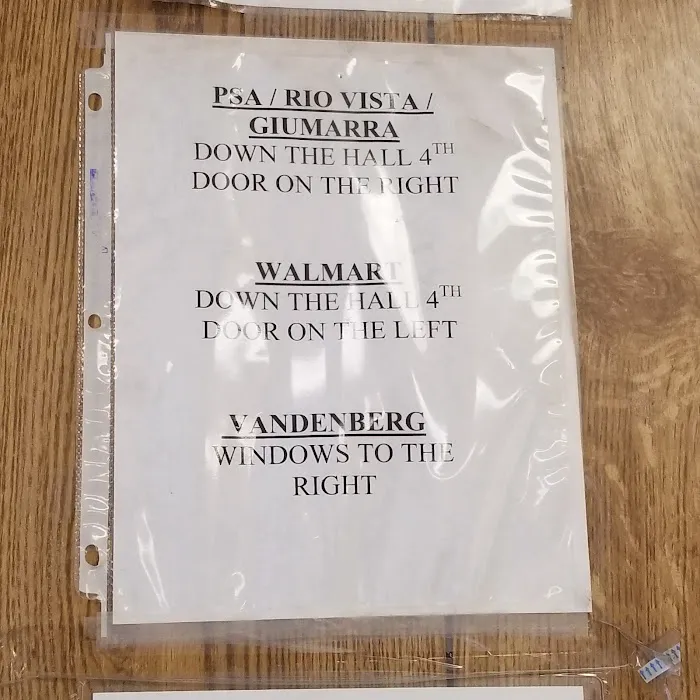 PSA / RIO VISTA /
GIUMARRA
DOWN THE HALL 4TH
DOOR ON THE RIGHT
WALMART
DOWN THE HALL 4TH
DOOR ON THE LEFT
VANDENBERG
WINDOWS TO THE
RIGHT